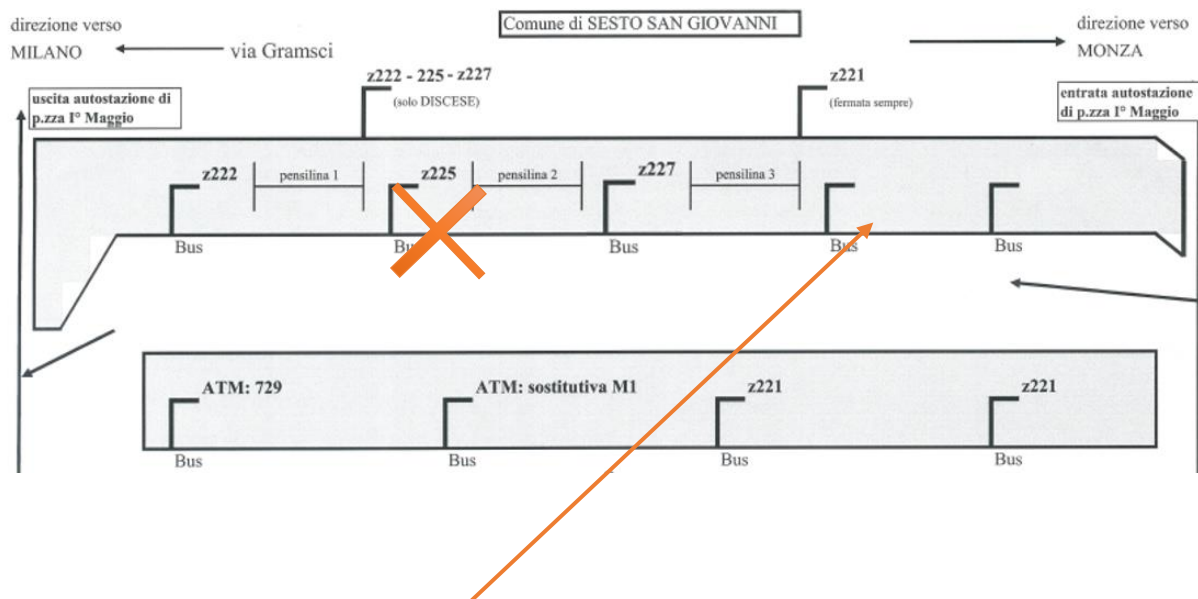 Comune di SESTO SAN GIOVANNI
direzione verso
MILANO
via Gramsci
direzione verso
MONZA
z222 - 225 - z227
(solo DISCESE)
z221
(fermata sempre)
uscita autostazione di
p.zza I° Maggio
entrata autostazione
di p.zza I° Maggio
z222
pensilina 1
z225
pensilina 2
z227
pensilina 3
Bus
Bus
Bus
Bus
Bus
ATM: 729
ATM: sostitutiva M1
z221
z221
Bus
Bus
Bus
Bus